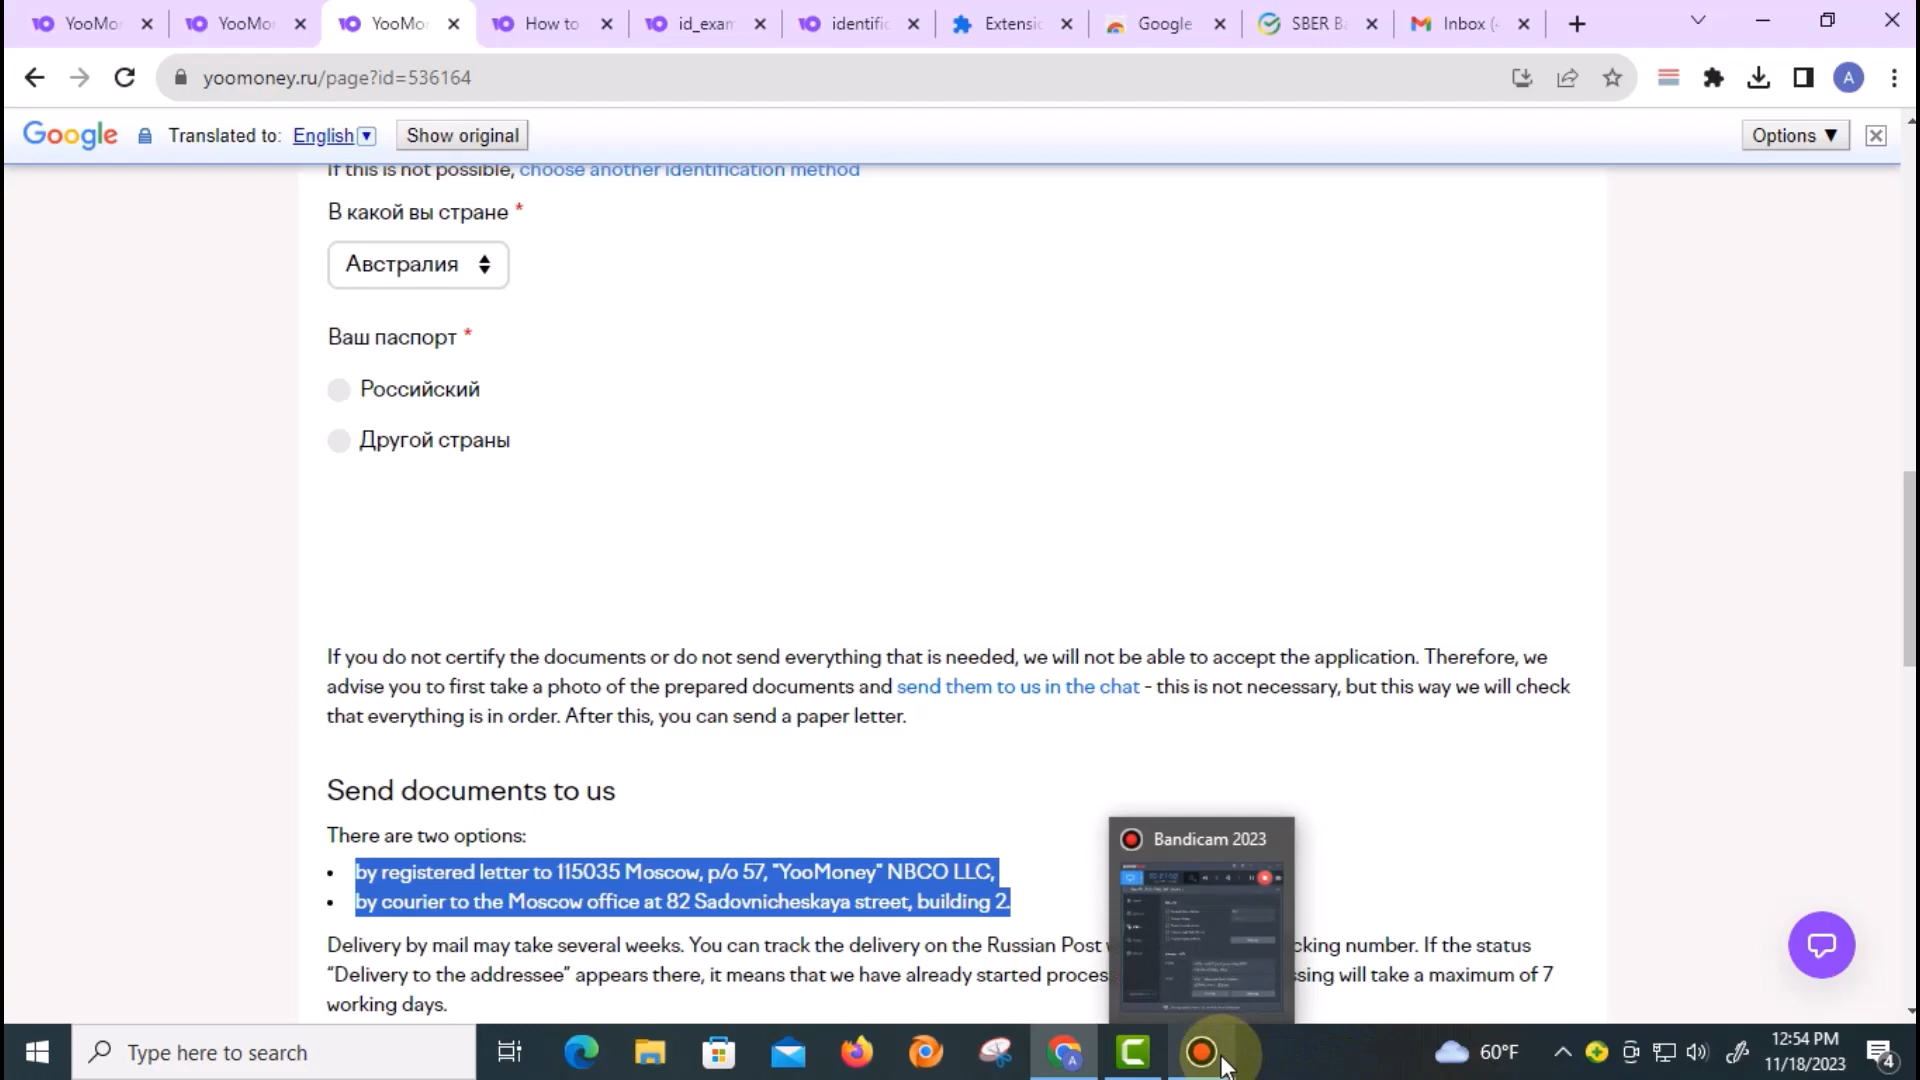 YooMo
YooMo
YooMo
How to
id_exam
identific
Extensio
Google
SBER B
Inbox (4
yoomoney.ru/page?id=536164
A
Google
Translated to: English
Show original
Options ▼
If this is not possible, choose another identification method
В какой вы стране *
Австралия
Ваш паспорт *
Российский
Другой страны
If you do not certify the documents or do not send everything that is needed, we will not be able to accept the application. Therefore, we
advise you to first take a photo of the prepared documents and send them to us in the chat - this is not necessary, but this way we will check
that everything is in order. After this, you can send a paper letter.
Send documents to us
There are two options:
• by registered letter to 115035 Moscow, p/o 57, "YooMoney" NBCO LLC,
• by courier to the Moscow office at 82 Sadovnicheskaya street, building 2.
Bandicam 2023
Delivery by mail may take several weeks. You can track the delivery on the Russian Post cking number. If the status
“Delivery to the addressee” appears there, it means that we have already started proces sing will take a maximum of 7
working days.
Type here to search
60°F
12:54 PM
11/18/2023
4